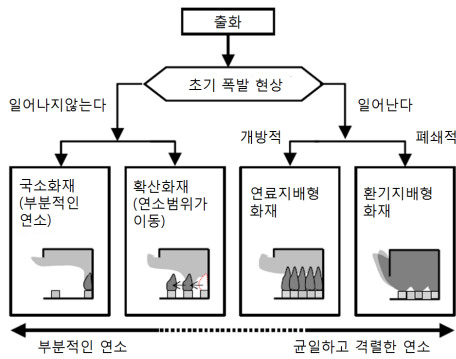 출화
초기 폭발 현상
일어나지않는다
일어난다
개방적
폐쇄적
국소화재
(부분적인
연소)
확산화재
(연소범위가
이동)
연료지배형
화재
환기지배형
화재
부분적인 연소
균일하고 격렬한 연소